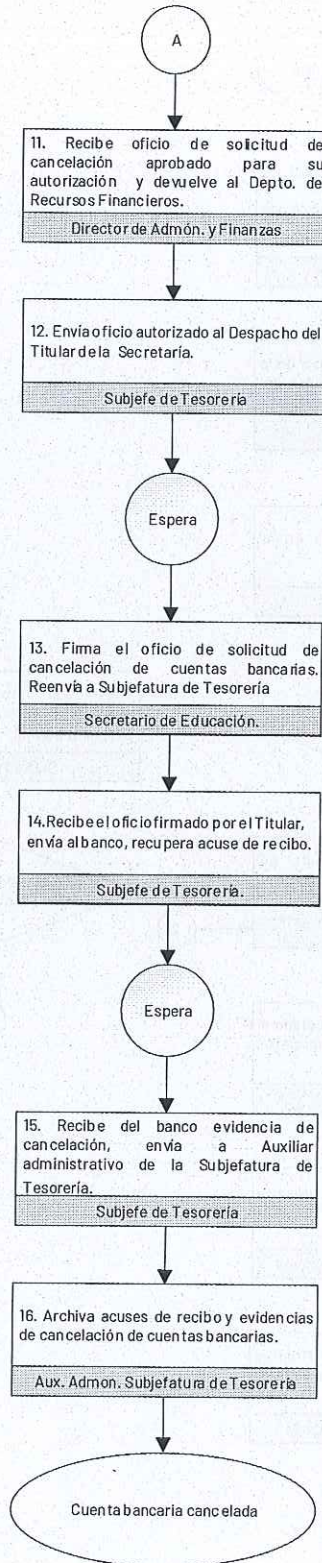 A
11. Recibe oficio de solicitud de
cancelación aprobado para su
autorización y devuelve al Depto. de
Recursos Financieros.
Director de Admón. y Finanzas
12. Envía oficio autorizado al Despacho del
Titular de la Secretaría.
Subjefe de Tesorería
Espera
13. Firma el oficio de solicitud de
cancelación de cuentas bancarias.
Reenvía a Subjefatura de Tesorería
Secretario de Educación.
14.Recibe el oficio firmado por el Titular,
envía al banco, recupera acuse de recibo.
Subjefe de Tesorería.
Espera
15. Recibe del banco evidencia de
cancelación, envía a Auxiliar
administrativo de la Subjefatura de
Tesorería.
Subjefe de Tesorería
16. Archiva acuses de recibo y evidencias
de cancelación de cuentas bancarias.
Aux. Admon. Subjefatura de Tesorería
Cuenta bancaria cancelada